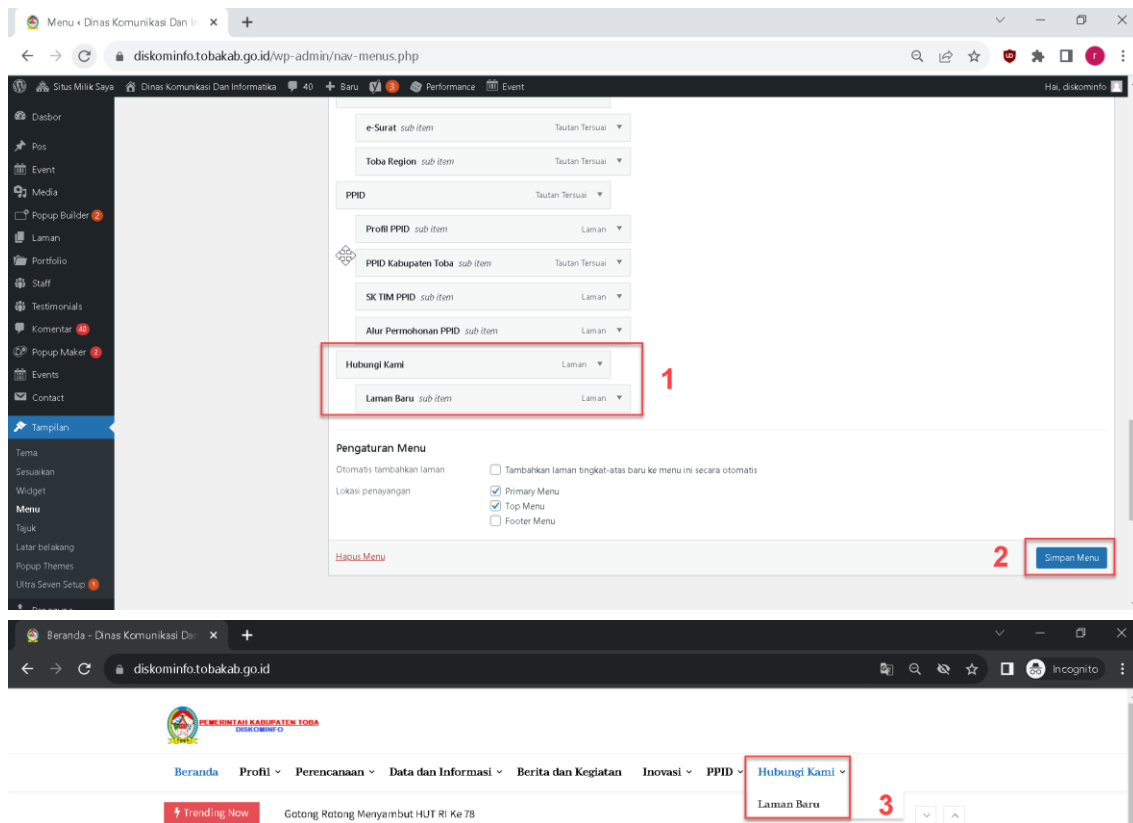 Menu ‹ Dinas Komunikasi Dan In
diskominfo.tobakab.go.id/wp-admin/nav-menus.php
Situs Milik Saya Dinas Komunikasi Dan Informatika 40 Baru 3 Performance Event Hai, diskominfo
Dasbor
Pos
Event
Media
Popup Builder 2
Laman
Portfolio
Staff
Testimonials
Komentar 40
Popup Maker 2
Events
Contact
Tampilan
Tema
Sesuaikan
Widget
Menu
Tajuk
Latar belakang
Popup Themes
Ultra Seven Setup 1
e-Surat sub item Tautan Tersuai
Toba Region sub item Tautan Tersuai
PPID Tautan Tersuai
Profil PPID sub item Laman
PPID Kabupaten Toba sub item Tautan Tersuai
SK TIM PPID sub item Laman
Alur Permohonan PPID sub item Laman
Hubungi Kami Laman
1
Laman Baru sub item Laman
Pengaturan Menu
Otomatis tambahkan laman Tambahkan laman tingkat-atas baru ke menu ini secara otomatis
Lokasi penayangan Primary Menu
Top Menu
Footer Menu
Hapus Menu 2 Simpan Menu
Beranda - Dinas Komunikasi Dan
diskominfo.tobakab.go.id Incognito
PEMERINTAH KABUPATEN TOBA
DISKOMINFO
Beranda Profil Perencanaan Data dan Informasi Berita dan Kegiatan Inovasi PPID Hubungi Kami
Laman Baru 3
Trending Now Gotong Rotong Menyambut HUT RI Ke 78